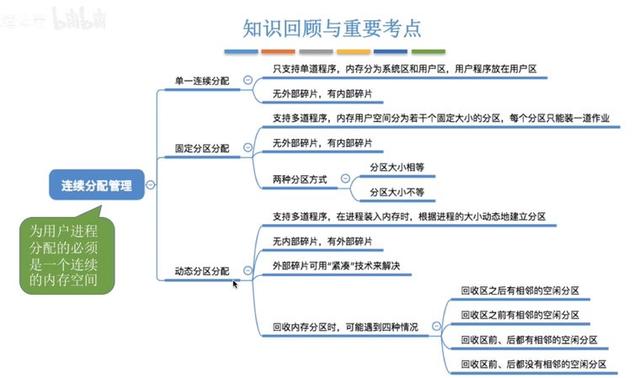 bilibili
知识回顾与重要考点
单一连续分配
只支持单道程序，内存分为系统区和用户区，用户程序放在用户区
无外部碎片，有内部碎片
固定分区分配
支持多道程序，内存用户空间分为若干个固定大小的分区，每个分区只能装一道作业
无外部碎片，有内部碎片
两种分区方式
分区大小相等
分区大小不等
连续分配管理
为用户进程
分配的必须
是一个连续
的内存空间
动态分区分配
支持多道程序，在进程装入内存时，根据进程的大小动态地建立分区
无内部碎片，有外部碎片
外部碎片可用“紧凑”技术来解决
回收内存分区时，可能遇到四种情况
回收区之后有相邻的空闲分区
回收区之前有相邻的空闲分区
回收区前、后都有相邻的空闲分区
回收区前、后都没有相邻的空闲分区